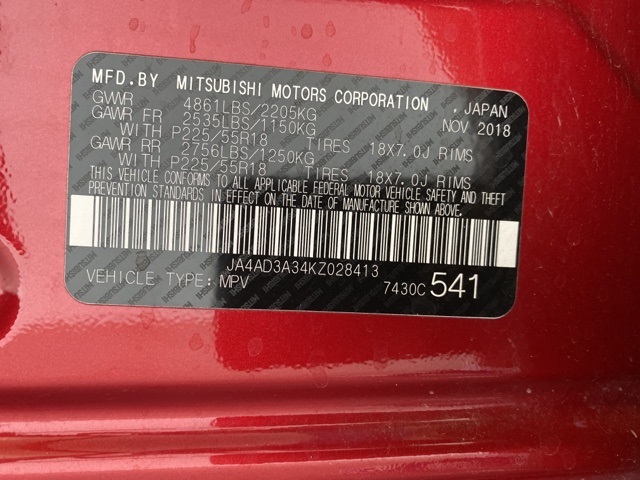 MFD.BY MITSUBISHI MOTORS CORPORATION . JAPAN
GVWR 4861LBS/2205KG NOV 2018
GAWR FR 2535LBS/1150KG
WITH P225/55R18 TIRES 18X7.0J RIMS
GAWR RR 2756LBS/1250KG
WITH P225/55R18 TIRES 18X7.0J RIMS
THIS VEHICLE CONFORMS TO ALL APPLICABLE FEDERAL MOTOR VEHICLE SAFETY AND THEFT
PREVENTION STANDARDS IN EFFECT ON THE DATE OF MANUFACTURE SHOWN ABOVE.
JA4AD3A34KZ028413
VEHICLE TYPE: MPV 7430C 541